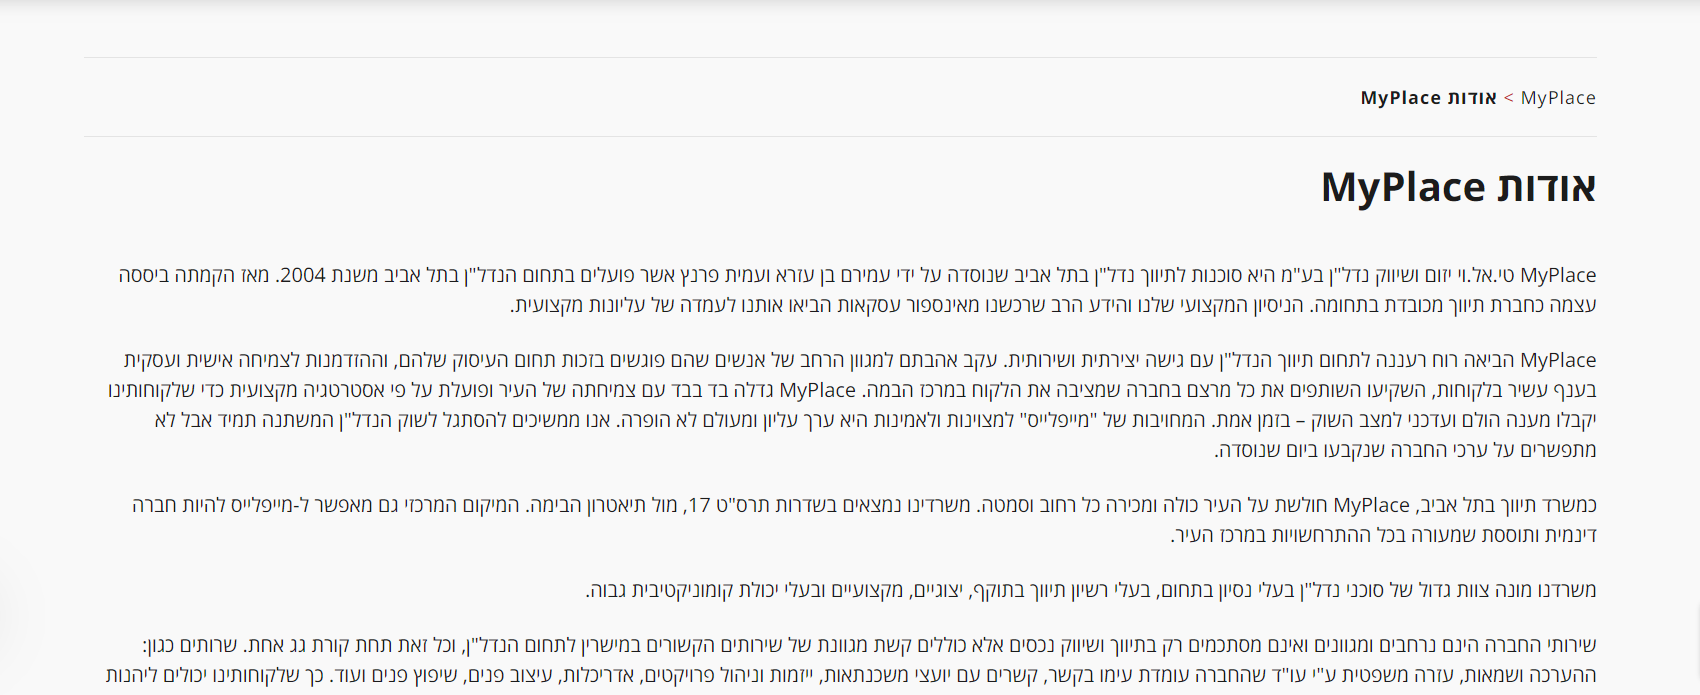 MyPlace > אודות MyPlace
אודות MyPlace
MyPlace טי.אל.וי יזום ושיווק נדל"ן בע"מ היא סוכנות לתיווך נדל"ן בתל אביב שנוסדה על ידי עמירם בן עזרא ועמית פרנץ אשר פועלים בתחום הנדל"ן בתל אביב משנת 2004. מאז הקמתה ביססה
עצמה כחברת תיווך מכובדת בתחומה. הניסיון המקצועי שלנו והידע הרב שרכשנו מאינספור עסקאות הביאו אותנו לעמדה של עליונות מקצועית.
MyPlace הביאה רוח רעננה לתחום תיווך הנדל"ן עם גישה יצירתית ושירותית. עקב אהבתם למגוון הרחב של אנשים שהם פוגשים בזכות תחום העיסוק שלהם, וההזדמנות לצמיחה אישית ועסקית
בענף עשיר בלקוחות, השקיעו השותפים את כל מרצם בחברה שמציבה את הלקוח במרכז הבמה. MyPlace גדלה בד בבד עם צמיחתה של העיר ופועלת על פי אסטרטגיה מקצועית כדי שלקוחותינו
יקבלו מענה הולם ועדכני למצב השוק – בזמן אמת. המחויבות של "מייפלייס" למצוינות ולאמינות היא ערך עליון ומעולם לא הופרה. אנו ממשיכים להסתגל לשוק הנדל"ן המשתנה תמיד אבל לא
מתפשרים על ערכי החברה שנקבעו ביום שנוסדה.
כמשרד תיווך בתל אביב, MyPlace חולשת על העיר כולה ומכירה כל רחוב וסמטה. משרדינו נמצאים בשדרות תרס"ט 17, מול תיאטרון הבימה. המיקום המרכזי גם מאפשר ל-מייפלייס להיות חברה
דינמית ותוססת שמעורה בכל ההתרחשויות במרכז העיר.
משרדנו מונה צוות גדול של סוכני נדל"ן בעלי נסיון בתחום, בעלי רשיון תיווך בתוקף, יצוגיים, מקצועיים ובעלי יכולת קומוניקטיבית גבוה.
שירותי החברה הינם נרחבים ומגוונים ואינם מסתכמים רק בתיווך ושיווק נכסים אלא כוללים קשת מגוונת של שירותים הקשורים במישרין לתחום הנדל"ן, וכל זאת תחת קורת גג אחת. שרותים כגון:
ההערכה ושמאות, עזרה משפטית ע"י עו"ד שהחברה עומדת עימו בקשר, קשרים עם יועצי משכנתאות, ייזמות וניהול פרויקטים, אדריכלות, עיצוב פנים, שיפוץ פנים ועוד. כך שלקוחותינו יכולים ליהנות